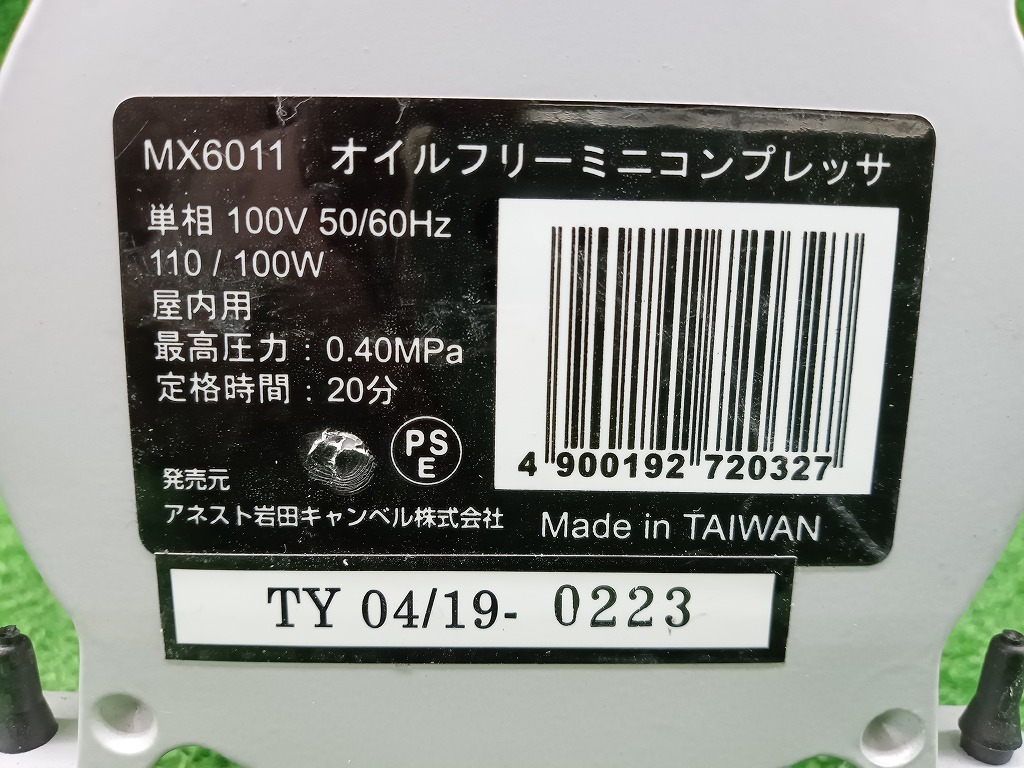 MX6011　オイルフリーミニコンプレッサ
単相 100V 50/60Hz
110 / 100W
屋内用
最高圧力：0.40MPa
定格時間：20分
PS
E
4 900192 720327
発売元
アネスト岩田キャンベル株式会社
Made in TAIWAN
TY 04/19- 0223